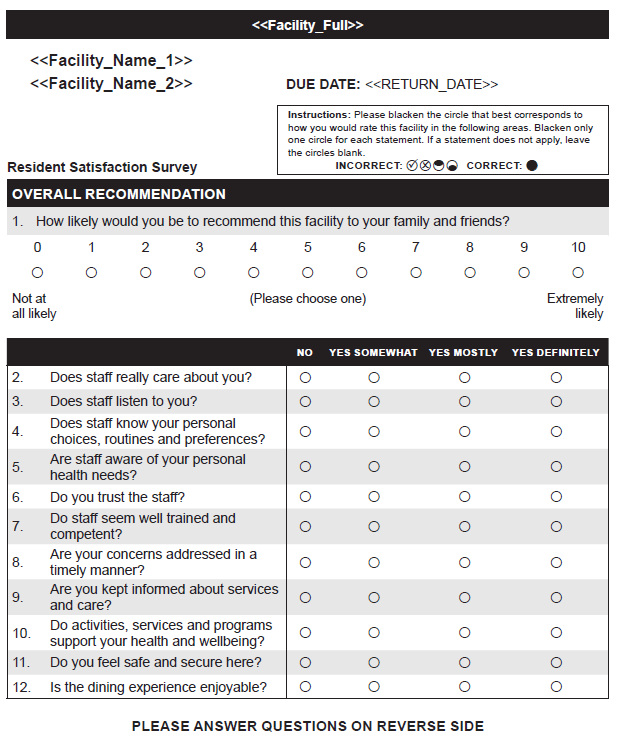 <<Facility_Full>>
<<Facility_Name_1>>
<<Facility_Name_2>>
DUE DATE: <<RETURN_DATE>>
Instructions: Please blacken the circle that best corresponds to
how you would rate this facility in the following areas. Blacken only
one circle for each statement. If a statement does not apply, leave
the circles blank.
INCORRECT: CORRECT:
Resident Satisfaction Survey
OVERALL RECOMMENDATION
1. How likely would you be to recommend this facility to your family and friends?
0 1 2 3 4 5 6 7 8 9 10
Not at
all likely
(Please choose one)
Extremely
likely
NO YES SOMEWHAT YES MOSTLY YES DEFINITELY
2. Does staff really care about you?
3. Does staff listen to you?
4. Does staff know your personal
choices, routines and preferences?
5. Are staff aware of your personal
health needs?
6. Do you trust the staff?
7. Do staff seem well trained and
competent?
8. Are your concerns addressed in a
timely manner?
9. Are you kept informed about services
and care?
10. Do activities, services and programs
support your health and wellbeing?
11. Do you feel safe and secure here?
12. Is the dining experience enjoyable?
PLEASE ANSWER QUESTIONS ON REVERSE SIDE